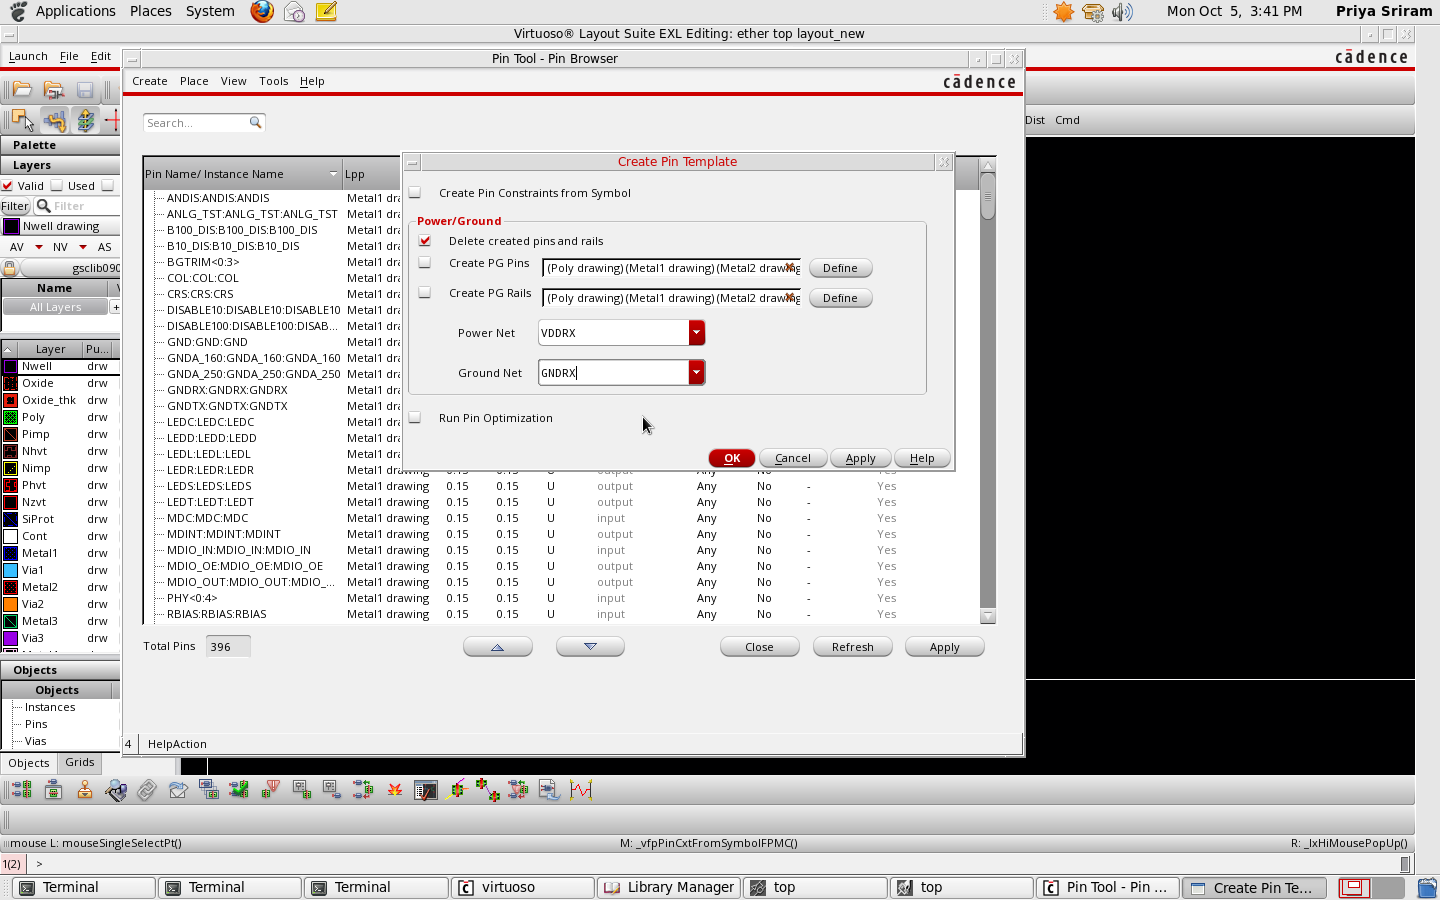 Applications Places System Mon Oct 5, 3:41 PM Priya Sriram
Virtuoso® Layout Suite EXL Editing: ether top layout_new
Launch File Edit cādence
Pin Tool - Pin Browser
Create Place View Tools Help cādence
Search...
Dist Cmd
Palette
Layers
Valid Used
Filter Filter
Nwell drawing
AV NV AS
gsclib090
Name V
All Layers +
Layer Pu...
Nwell drw
Oxide drw
Oxide_thk drw
Poly drw
Pimp drw
Nhvt drw
Nimp drw
Phvt drw
Nzvt drw
SiProt drw
Cont drw
Metal1 drw
Via1 drw
Metal2 drw
Via2 drw
Metal3 drw
Via3 drw
Objects
Objects
Instances
Pins
Vias
Objects Grids
Pin Name/ Instance Name Lpp
ANDIS:ANDIS:ANDIS Metal1 dra
ANLG_TST:ANLG_TST:ANLG_TST Metal1 dra
B100_DIS:B100_DIS:B100_DIS Metal1 dra
B10_DIS:B10_DIS:B10_DIS Metal1 dra
BGTRIM<0:3> Metal1 dra
COL:COL:COL Metal1 dra
CRS:CRS:CRS Metal1 dra
DISABLE10:DISABLE10:DISABLE10 Metal1 dra
DISABLE100:DISABLE100:DISAB... Metal1 dra
GND:GND:GND Metal1 dra
GNDA_160:GNDA_160:GNDA_160 Metal1 dra
GNDA_250:GNDA_250:GNDA_250 Metal1 dra
GNDRX:GNDRX:GNDRX Metal1 dra
GNDTX:GNDTX:GNDTX Metal1 dra
LEDC:LEDC:LEDC Metal1 dra
LEDD:LEDD:LEDD Metal1 dra
LEDL:LEDL:LEDL Metal1 dra
LEDR:LEDR:LEDR Metal1 drawing 0.15 0.15 U output Any No - Yes
LEDS:LEDS:LEDS Metal1 drawing 0.15 0.15 U output Any No - Yes
LEDT:LEDT:LEDT Metal1 drawing 0.15 0.15 U output Any No - Yes
MDC:MDC:MDC Metal1 drawing 0.15 0.15 U input Any No - Yes
MDINT:MDINT:MDINT Metal1 drawing 0.15 0.15 U output Any No - Yes
MDIO_IN:MDIO_IN:MDIO_IN Metal1 drawing 0.15 0.15 U input Any No - Yes
MDIO_OE:MDIO_OE:MDIO_OE Metal1 drawing 0.15 0.15 U output Any No - Yes
MDIO_OUT:MDIO_OUT:MDIO_... Metal1 drawing 0.15 0.15 U output Any No - Yes
PHY<0:4> Metal1 drawing 0.15 0.15 U input Any No - Yes
RBIAS:RBIAS:RBIAS Metal1 drawing 0.15 0.15 U input Any No - Yes
Total Pins 396 Close Refresh Apply
4 HelpAction
Create Pin Template
Create Pin Constraints from Symbol
Power/Ground
Delete created pins and rails
Create PG Pins (Poly drawing)(Metal1 drawing)(Metal2 drawing Define
Create PG Rails (Poly drawing)(Metal1 drawing)(Metal2 drawing Define
Power Net VDDRX
Ground Net GNDRX
Run Pin Optimization
OK Cancel Apply Help
mouse L: mouseSingleSelectPt() M: _vfpPinCxtFromSymbolFPMC() R: _lxHiMousePopUp()
1(2) >
Terminal Terminal Terminal virtuoso Library Manager top top Pin Tool - Pin ... Create Pin Te...